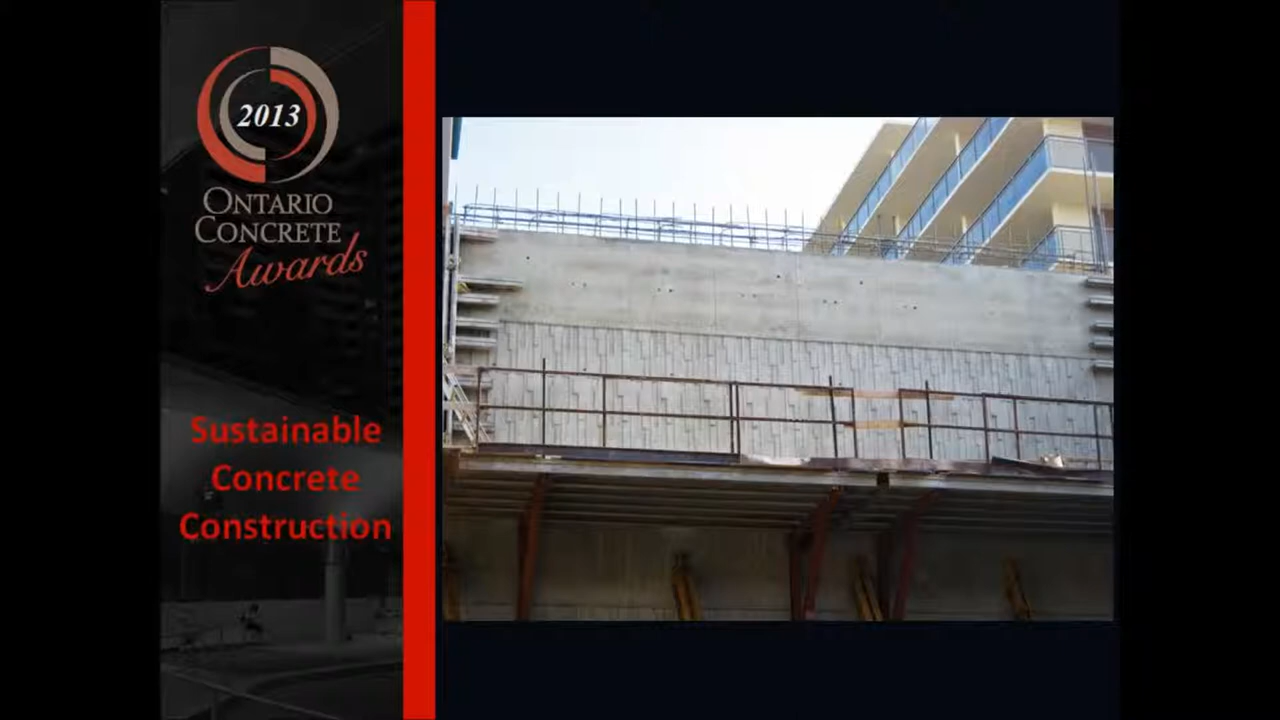 2013
ONTARIO
CONCRETE
Awards
Sustainable
Concrete
Construction